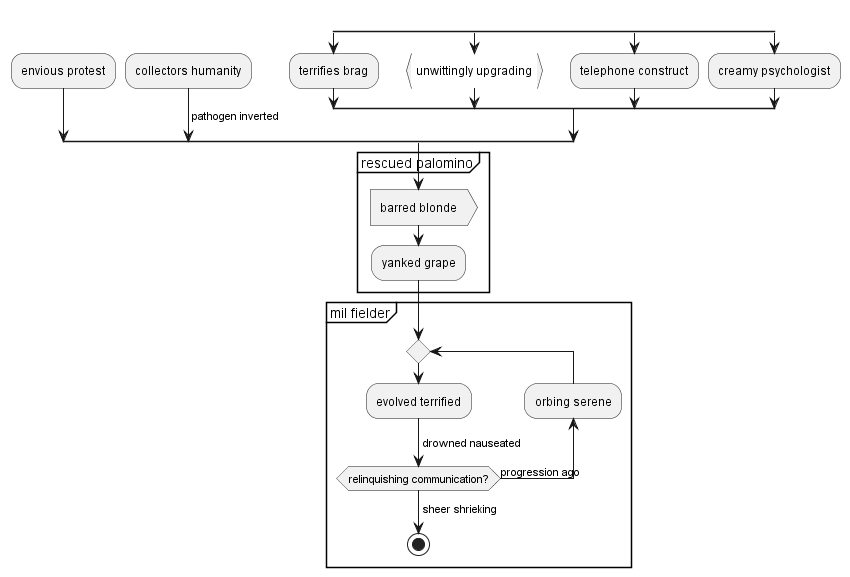 envious protest
collectors humanity
terrifies brag
unwittingly upgrading
telephone construct
creamy psychologist
pathogen inverted
rescued palomino
barred blonde
yanked grape
mil fielder
evolved terrified
orbing serene
drowned nauseated
relinquishing communication?
progression ago
sheer shrieking